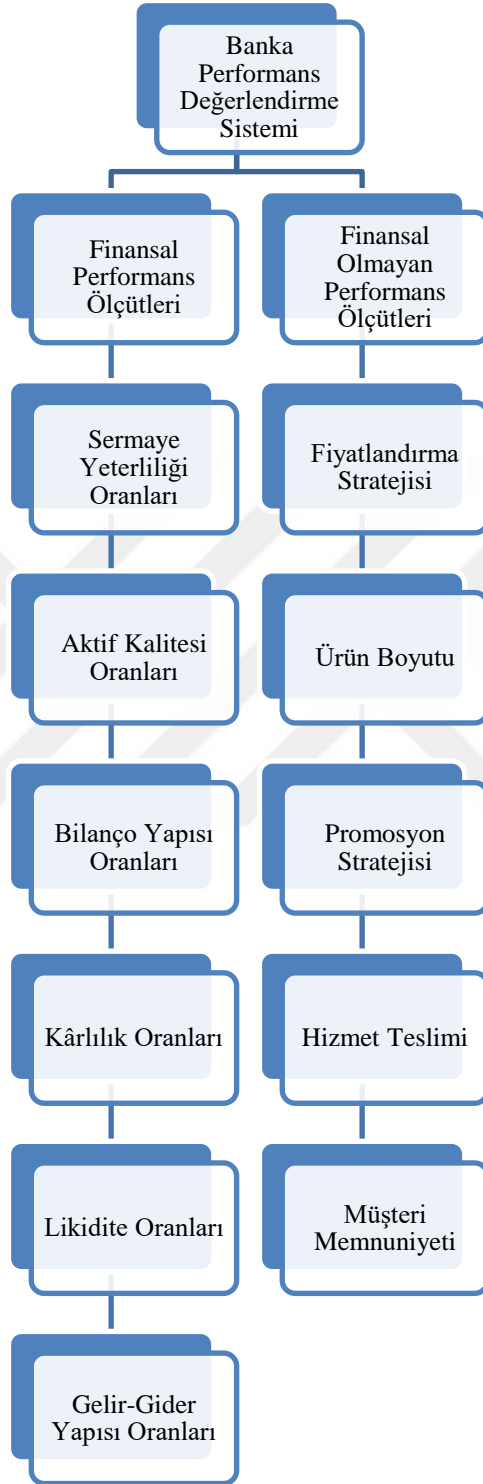 Banka
Performans
Değerlendirme
Sistemi
Finansal
Performans
Ölçütleri
Finansal
Olmayan
Performans
Ölçütleri
Sermaye
Yeterliliği
Oranları
Fiyatlandırma
Stratejisi
Aktif Kalitesi
Oranları
Ürün Boyutu
Bilanço Yapısı
Oranları
Promosyon
Stratejisi
Kârlılık Oranları
Hizmet Teslimi
Likidite Oranları
Müşteri
Memnuniyeti
Gelir-Gider
Yapısı Oranları